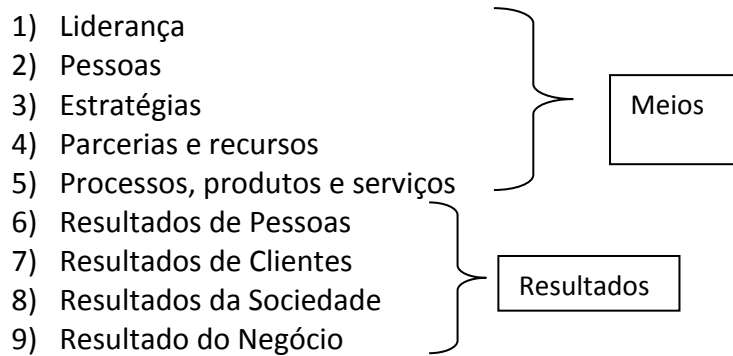 1) Liderança
2) Pessoas
3) Estratégias
4) Parcerias e recursos
5) Processos, produtos e serviços
Meios
6) Resultados de Pessoas
7) Resultados de Clientes
8) Resultados da Sociedade
9) Resultado do Negócio
Resultados